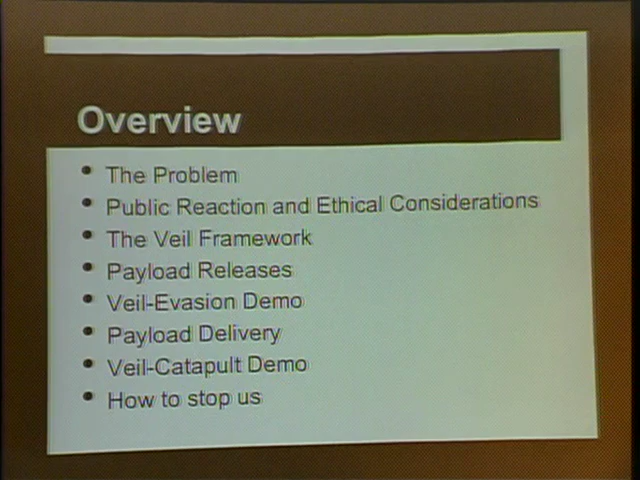 Overview
• The Problem
• Public Reaction and Ethical Considerations
• The Veil Framework
• Payload Releases
• Veil-Evasion Demo
• Payload Delivery
• Veil-Catapult Demo
• How to stop us